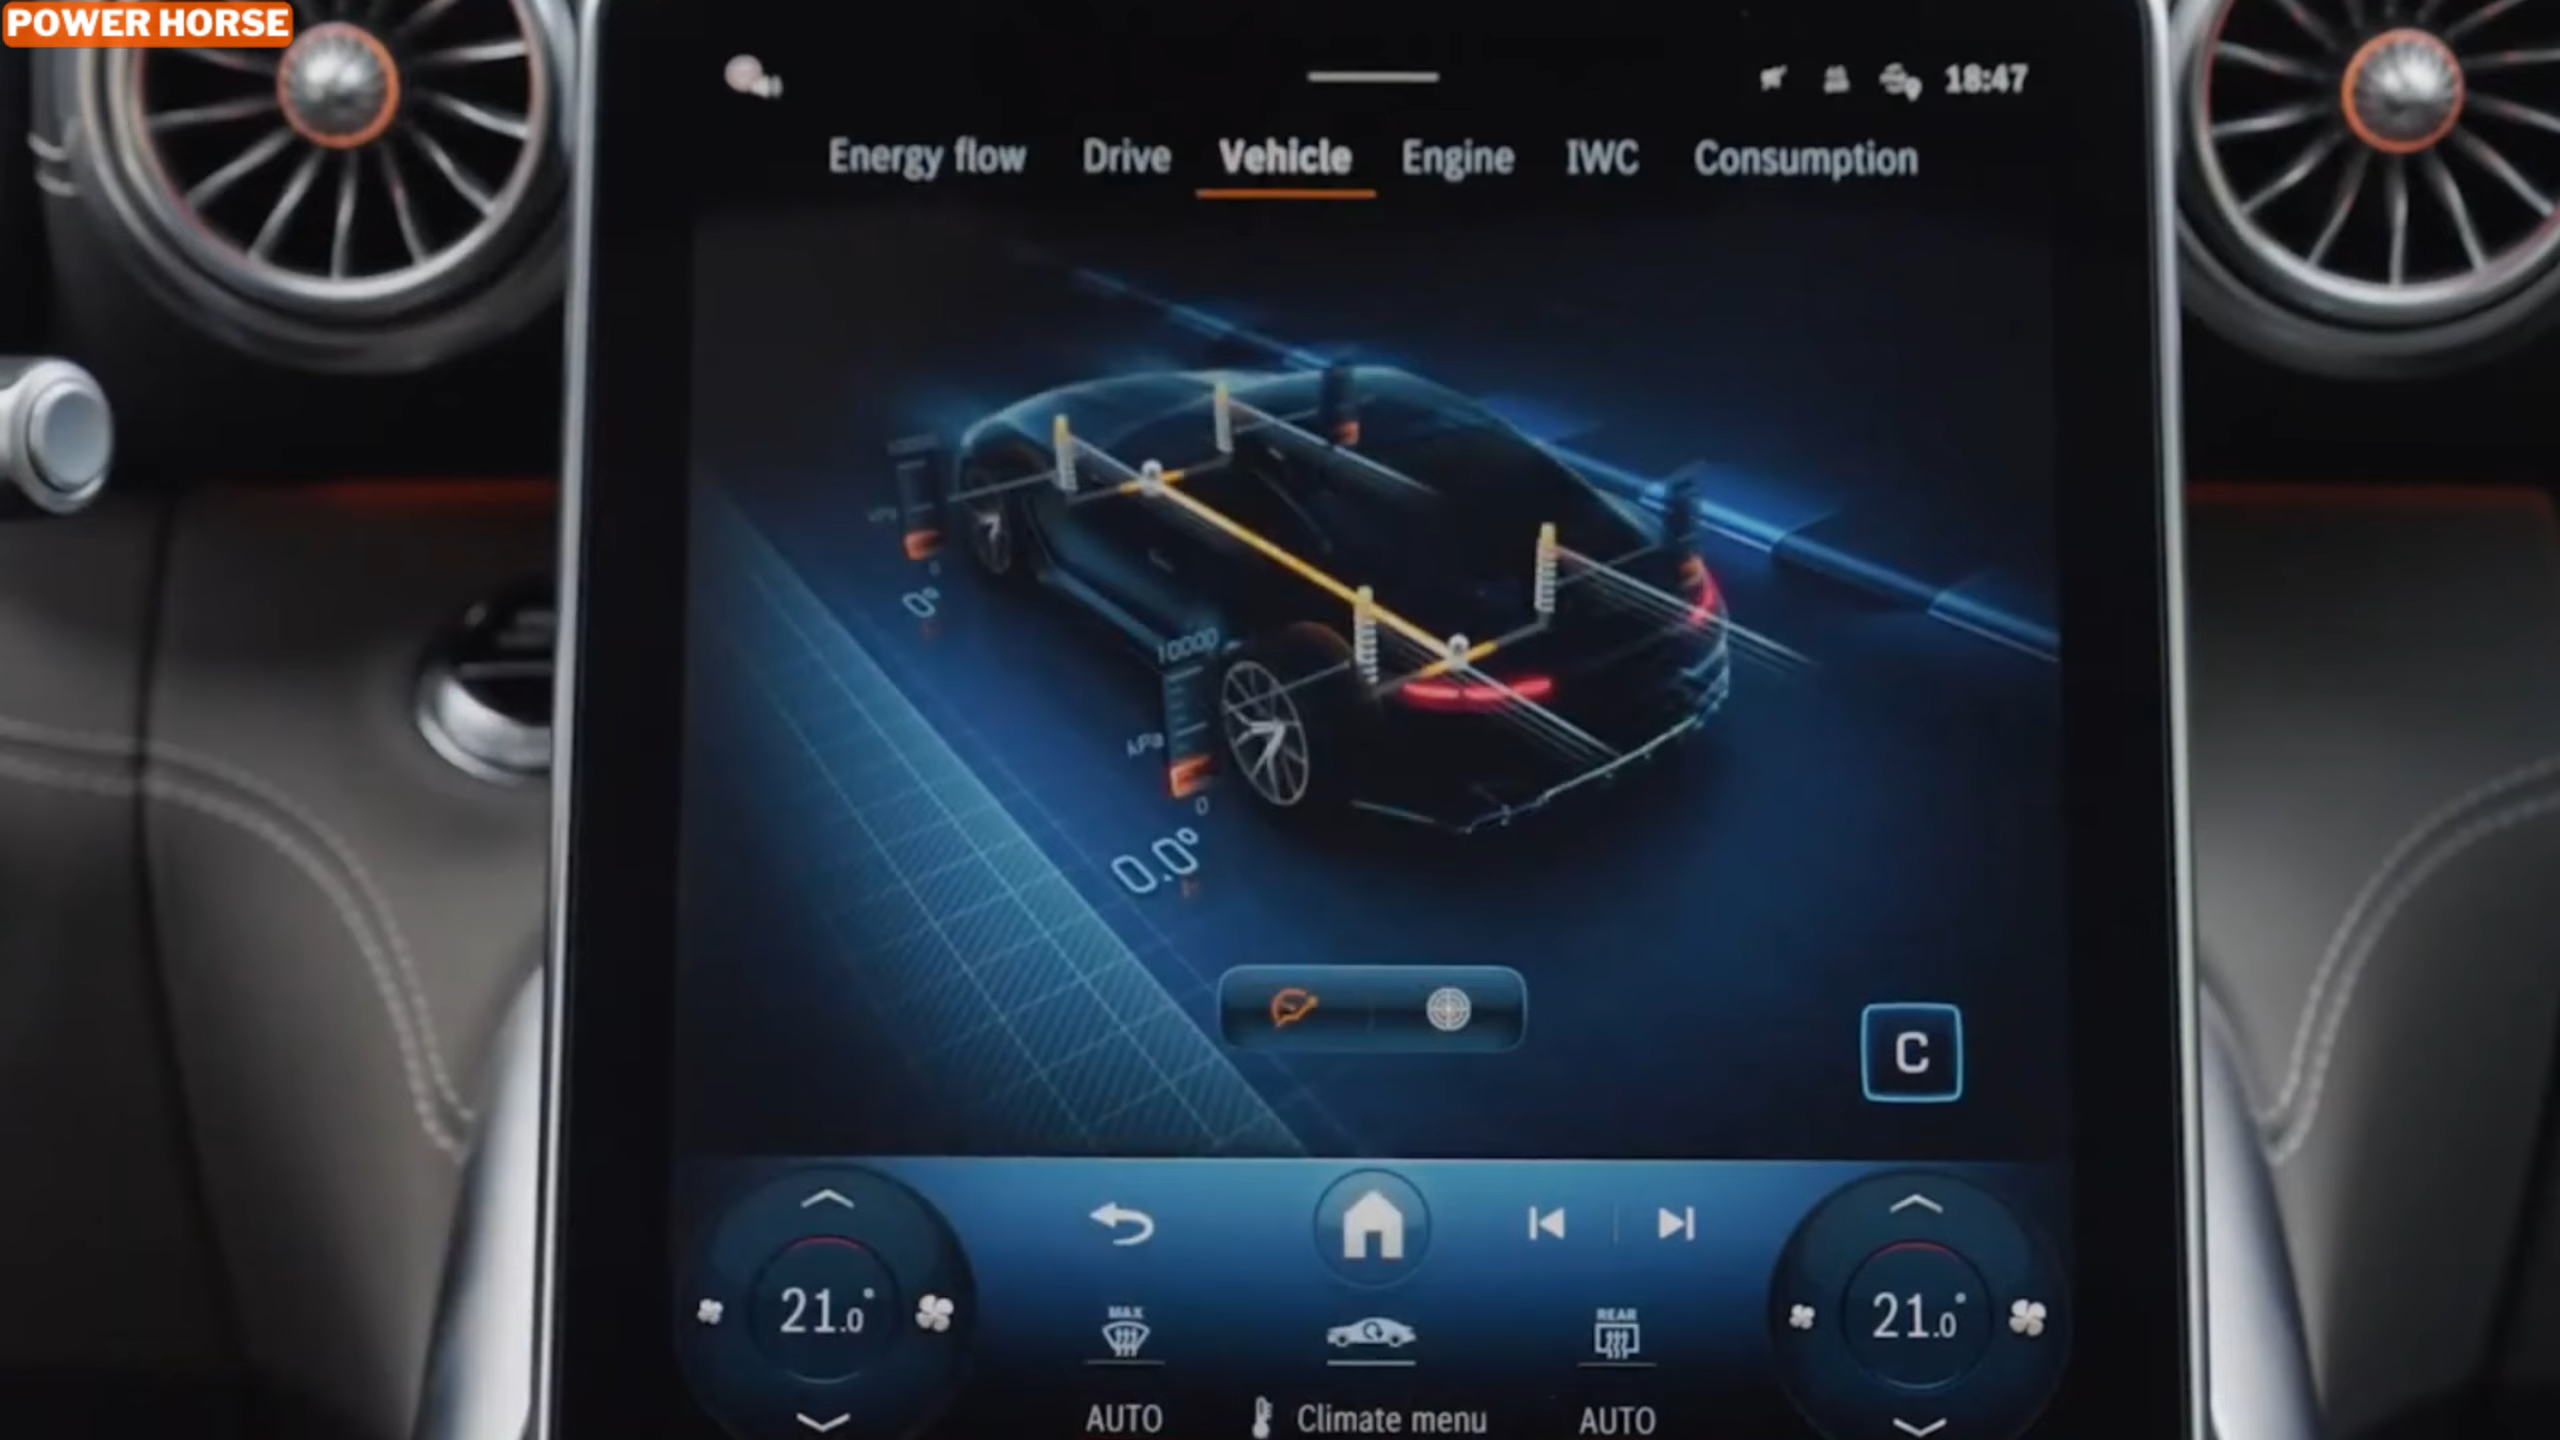 POWER HORSE
18:47
Energy flow Drive Vehicle Engine IWC Consumption
0°
10000
kPa
0
0.0°
C
21.0°
MAX
REAR
21.0°
AUTO Climate menu AUTO